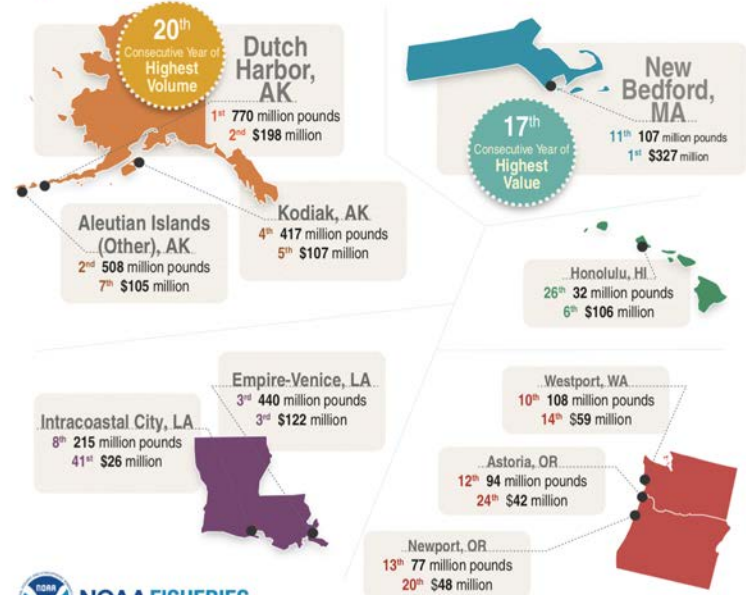 20th
Consecutive Year of
Highest
Volume
Dutch
Harbor,
AK
1st 770 million pounds
2nd $198 million
New
Bedford,
MA
11th 107 million pounds
1st $327 million
17th
Consecutive Year of
Highest
Value
Aleutian Islands
(Other), AK
2nd 508 million pounds
7th $105 million
Kodiak, AK
4th 417 million pounds
5th $107 million
Honolulu, HI
26th 32 million pounds
6th $106 million
Empire-Venice, LA
3rd 440 million pounds
3rd $122 million
Intracoastal City, LA
8th 215 million pounds
41st $26 million
Westport, WA
10th 108 million pounds
14th $59 million
Astoria, OR
12th 94 million pounds
24th $42 million
Newport, OR
13th 77 million pounds
20th $48 million
NOAA
NOAA FISHERIES